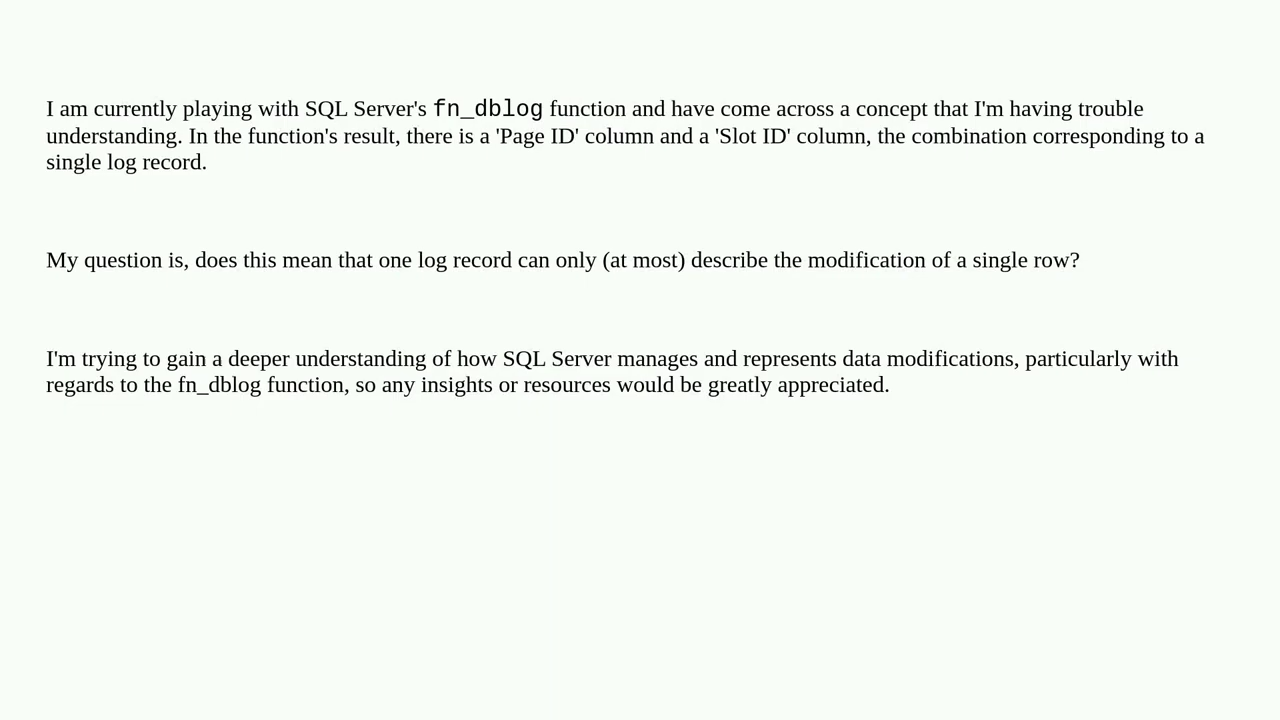 I am currently playing with SQL Server's fn_dblog function and have come across a concept that I'm having trouble
understanding. In the function's result, there is a 'Page ID' column and a 'Slot ID' column, the combination corresponding to a
single log record.
My question is, does this mean that one log record can only (at most) describe the modification of a single row?
I'm trying to gain a deeper understanding of how SQL Server manages and represents data modifications, particularly with
regards to the fn_dblog function, so any insights or resources would be greatly appreciated.